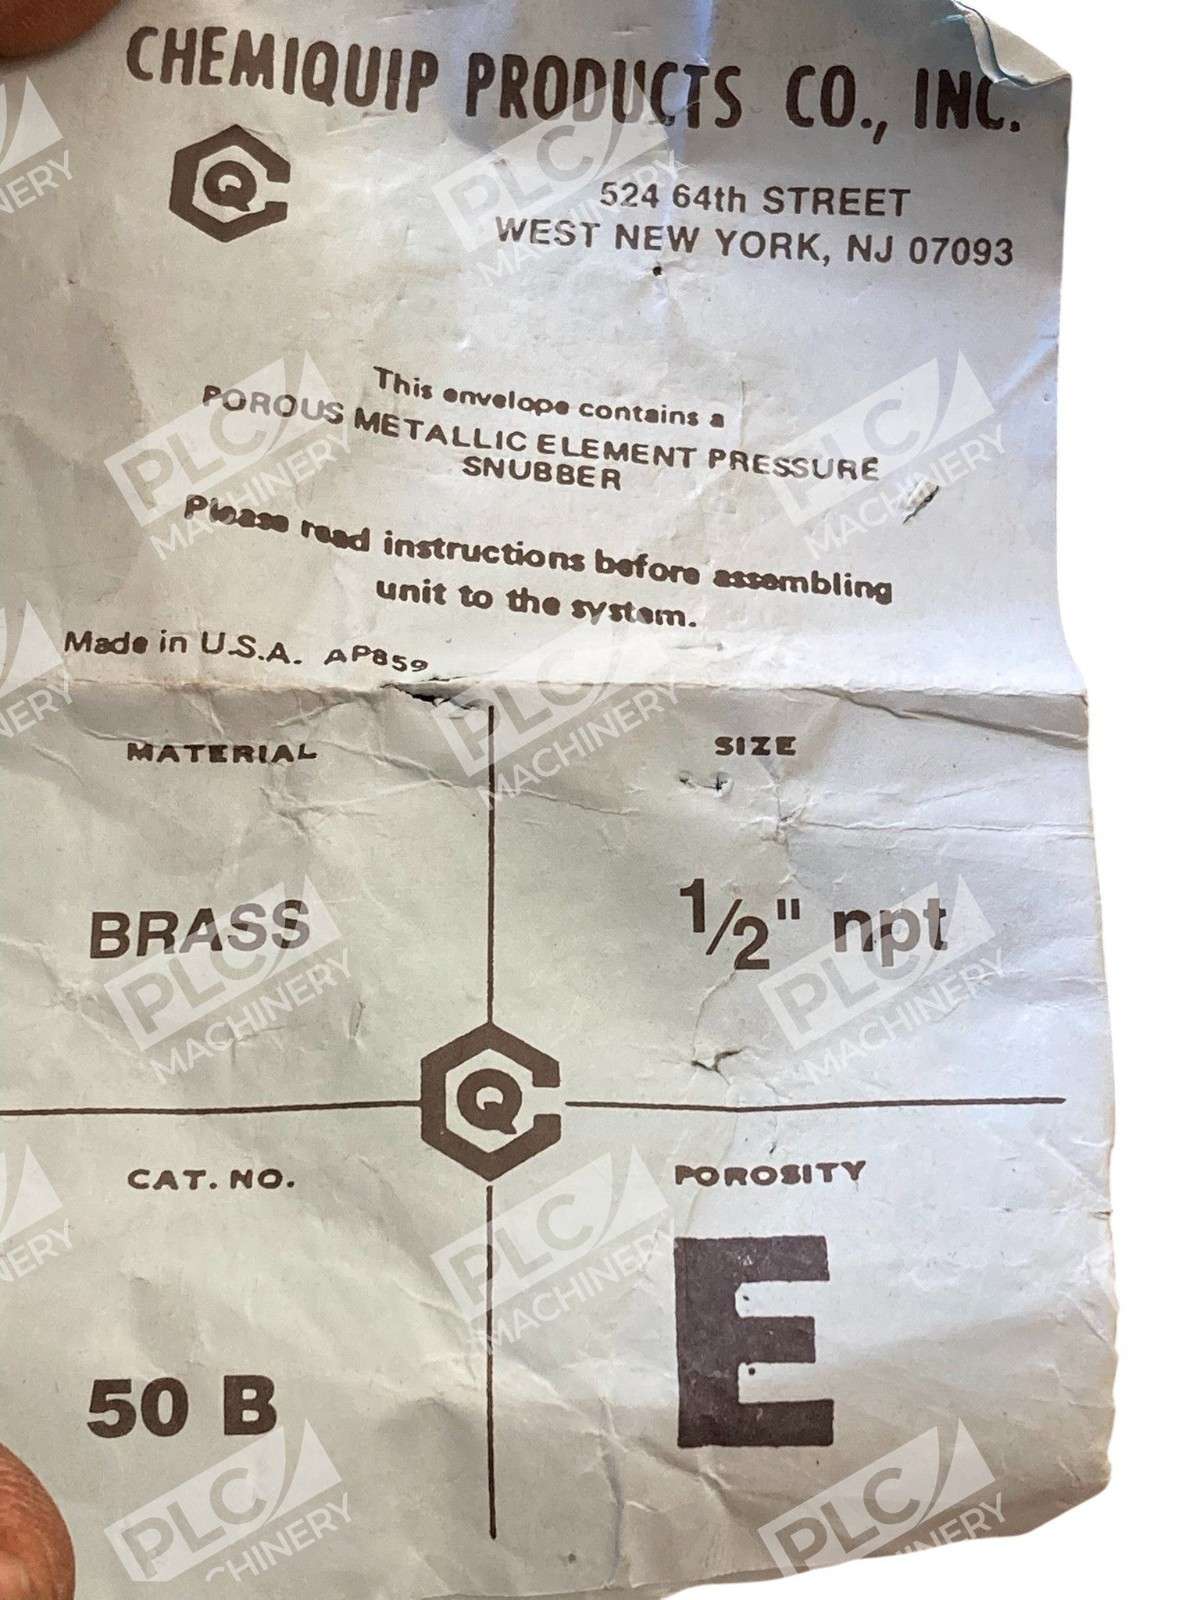 CHEMIQUIP PRODUCTS CO., INC.
Q
524 64th STREET
WEST NEW YORK, NJ 07093
This envelope contains a
POROUS METALLIC ELEMENT PRESSURE
SNUBBER
Please read instructions before assembling
unit to the system.
Made in U.S.A. AP859
MATERIAL
SIZE
BRASS
1/2" npt
Q
CAT. NO.
POROSITY
50 B
E
PLC MACHINERY